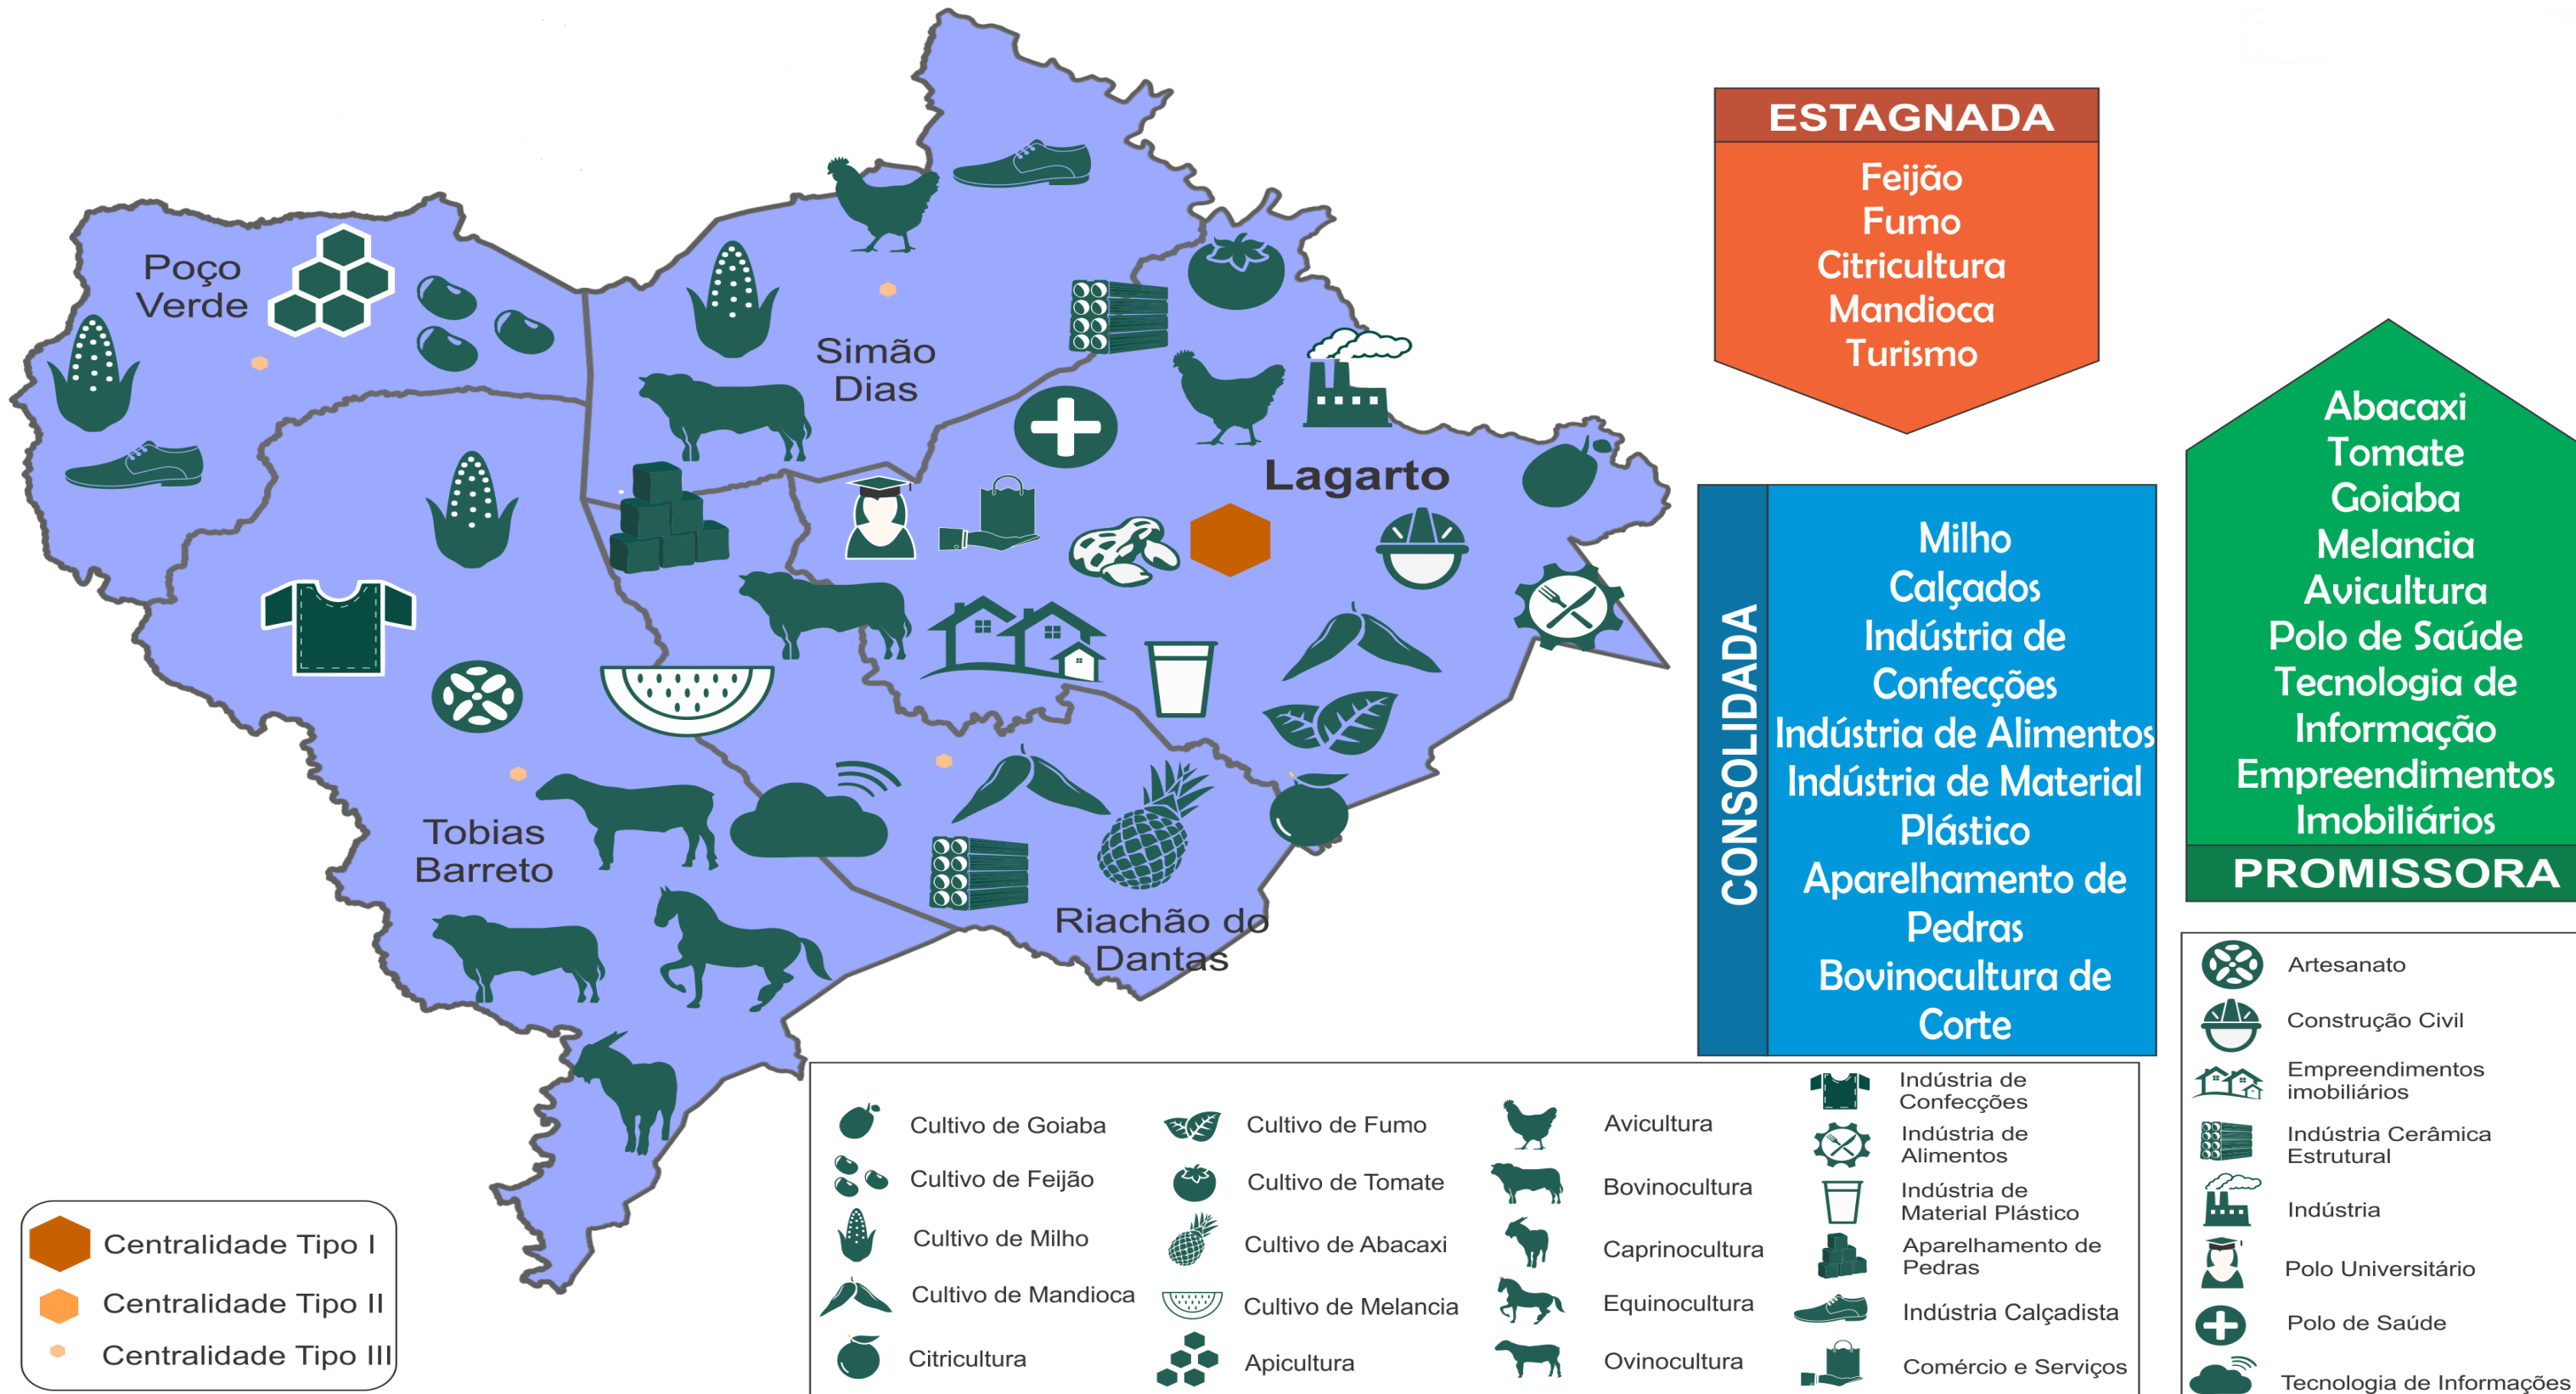 Poço
Verde
Simão
Dias
Lagarto
Tobias
Barreto
Riachão do
Dantas
ESTAGNADA
Feijão
Fumo
Citricultura
Mandioca
Turismo
CONSOLIDADA
Milho
Calçados
Indústria de
Confecções
Indústria de Alimentos
Indústria de Material
Plástico
Aparelhamento de
Pedras
Bovinocultura de
Corte
Abacaxi
Tomate
Goiaba
Melancia
Avicultura
Polo de Saúde
Tecnologia de
Informação
Empreendimentos
Imobiliários
PROMISSORA
Centralidade Tipo I
Centralidade Tipo II
Centralidade Tipo III
Cultivo de Goiaba
Cultivo de Feijão
Cultivo de Milho
Cultivo de Mandioca
Citricultura
Cultivo de Fumo
Cultivo de Tomate
Cultivo de Abacaxi
Cultivo de Melancia
Apicultura
Avicultura
Bovinocultura
Caprinocultura
Equinocultura
Ovinocultura
Indústria de
Confecções
Indústria de
Alimentos
Indústria de
Material Plástico
Aparelhamento de
Pedras
Indústria Calçadista
Comércio e Serviços
Artesanato
Construção Civil
Empreendimentos
imobiliários
Indústria Cerâmica
Estrutural
Indústria
Polo Universitário
Polo de Saúde
Tecnologia de Informações